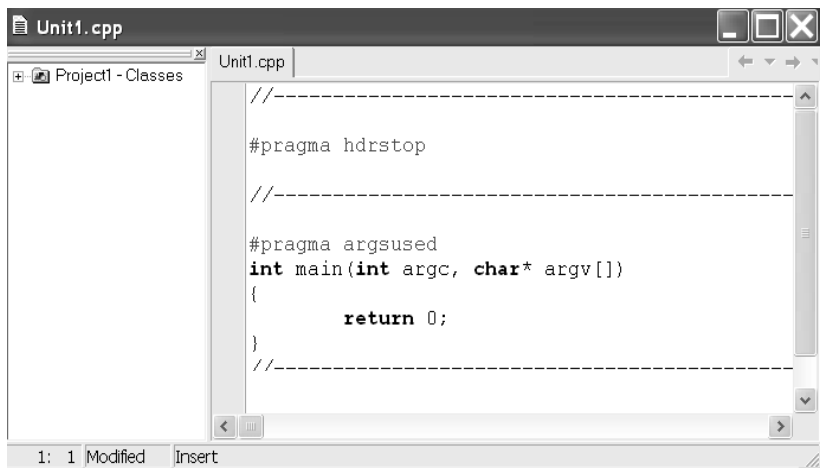 Unit1.cpp
Project1 - Classes
Unit1.cpp
//--------------------------------------------
#pragma hdrstop
//--------------------------------------------
#pragma argsused
int main(int argc, char* argv[])
{
return 0;
}
//--------------------------------------------
1: 1 Modified Insert